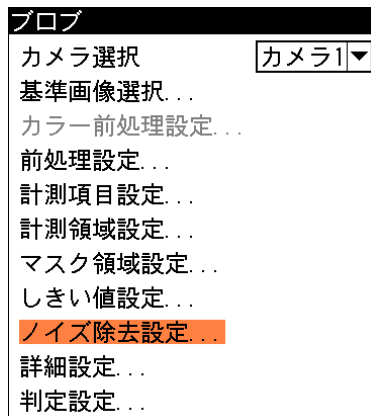 ブロブ
カメラ選択 カメラ1
基準画像選択...
カラー前処理設定...
前処理設定...
計測項目設定...
計測領域設定...
マスク領域設定...
しきい値設定...
ノイズ除去設定...
詳細設定...
判定設定...